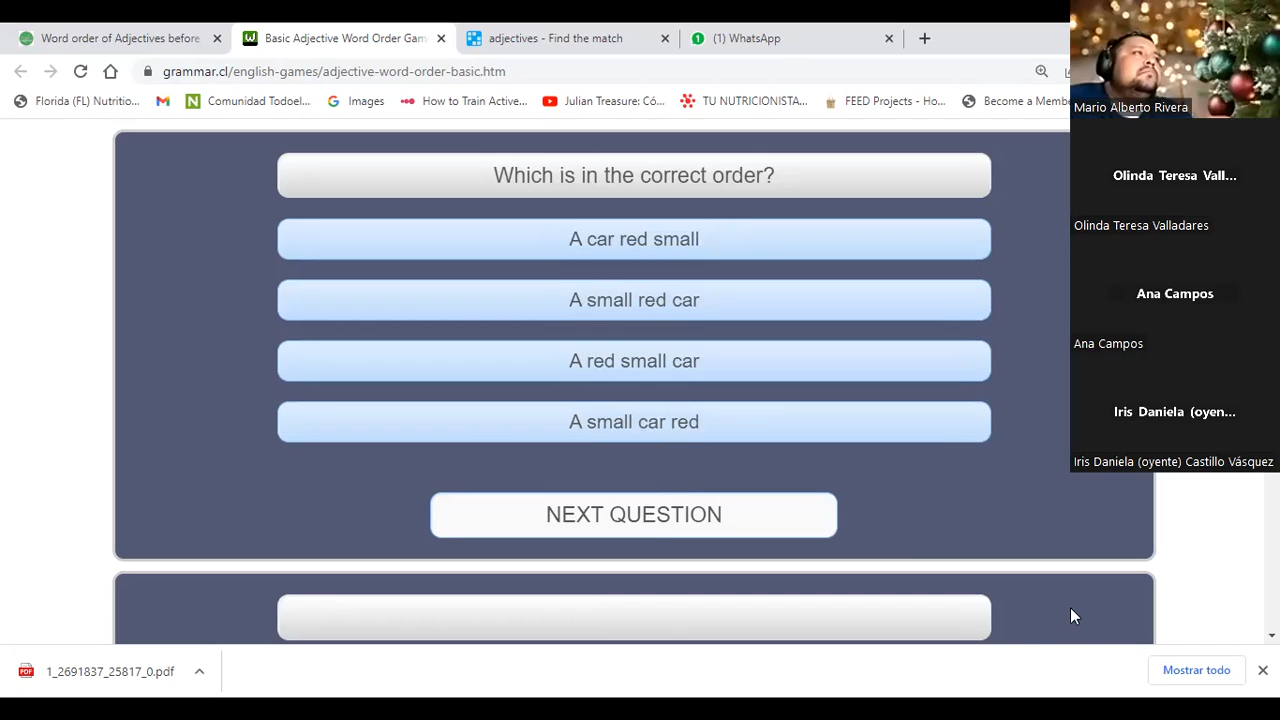 Word order of Adjectives before
Basic Adjective Word Order Gam
adjectives - Find the match
(1) WhatsApp
grammar.cl/english-games/adjective-word-order-basic.htm
Florida (FL) Nutritio...
Comunidad Todoel...
Images
How to Train Active...
Julian Treasure: Có...
TU NUTRICIONISTA...
FEED Projects - Ho...
Become a Membe
Which is in the correct order?
A car red small
A small red car
A red small car
A small car red
NEXT QUESTION
Mario Alberto Rivera
Olinda Teresa Vall...
Olinda Teresa Valladares
Ana Campos
Ana Campos
Iris Daniela (oyen...
Iris Daniela (oyente) Castillo Vásquez
1_2691837_25817_0.pdf
Mostrar todo